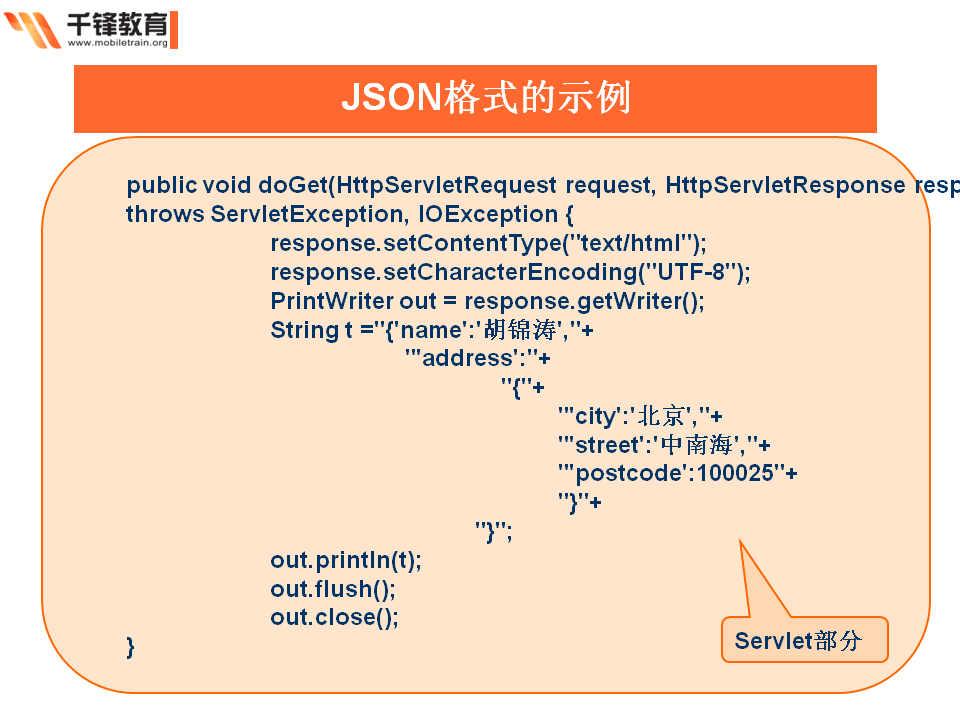 千锋教育
www.mobiletrain.org
JSON格式的示例
public void doGet(HttpServletRequest request, HttpServletResponse resp
throws ServletException, IOException {
response.setContentType("text/html");
response.setCharacterEncoding("UTF-8");
PrintWriter out = response.getWriter();
String t ="{'name':'胡锦涛',"+
"'address':"+
"{"+
"'city':'北京',"+
"'street':'中南海',"+
"'postcode':100025"+
"}"+
"}";
out.println(t);
out.flush();
out.close();
}
Servlet部分